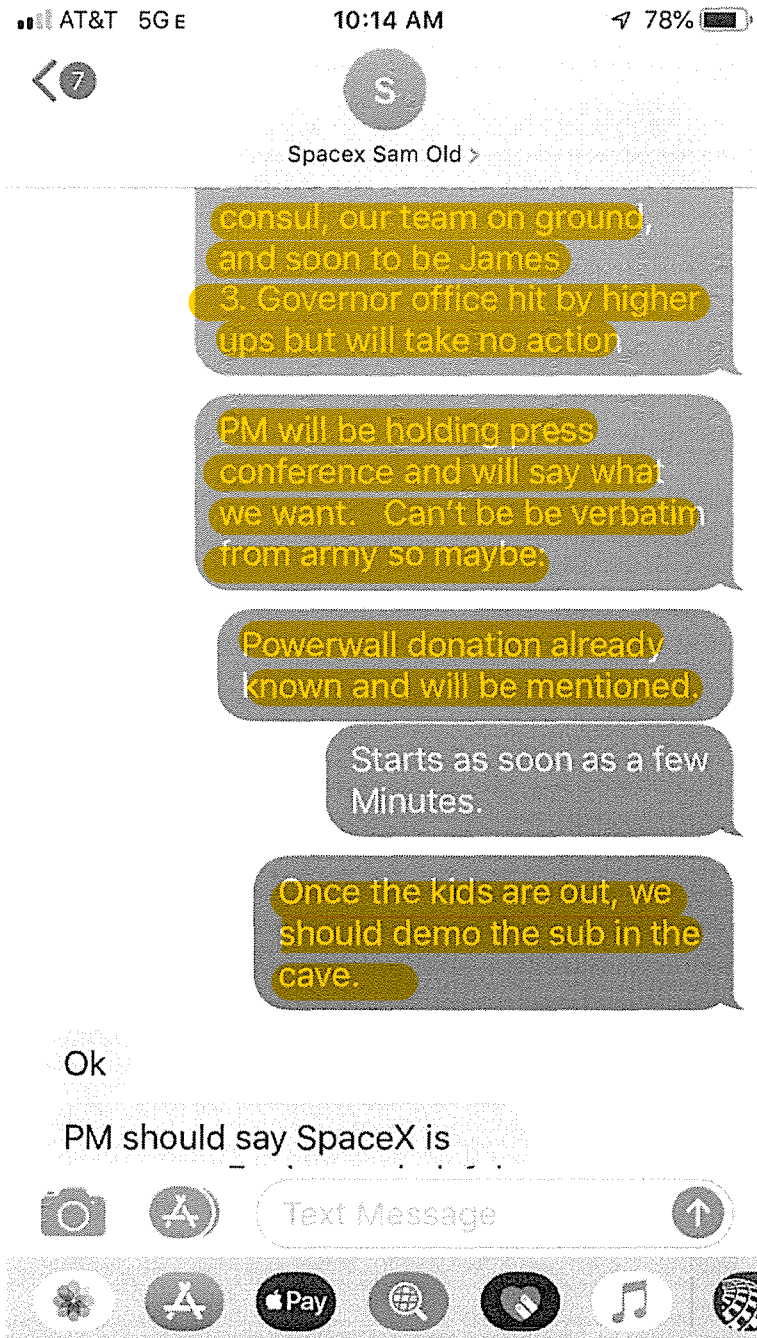 AT&T 5GE 10:14 AM 78%
7
S
Spacex Sam Old >
consul, our team on ground,
and soon to be James
3. Governor office hit by higher
ups but will take no action
PM will be holding press
conference and will say what
we want. Can't be be verbatim
from army so maybe:
Powerwall donation already
known and will be mentioned.
Starts as soon as a few
Minutes.
Once the kids are out, we
should demo the sub in the
cave.
Ok
PM should say SpaceX is
Text Message
Pay